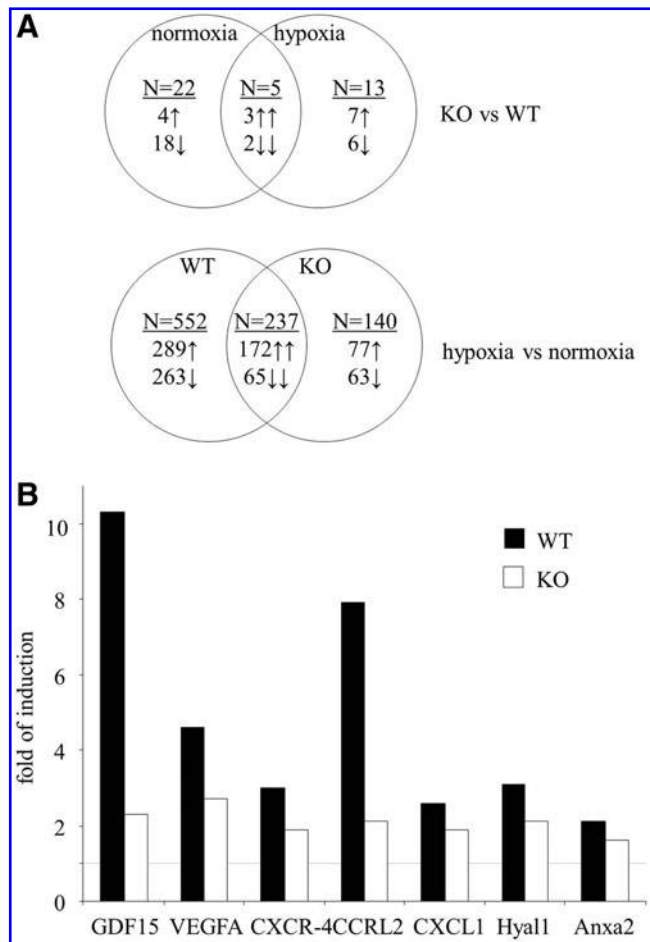 A
normoxia hypoxia
N=22 N=5 N=13
4↑ 3↑↑ 7↑
18↓ 2↓↓ 6↓
KO vs WT
WT KO
N=552 N=237 N=140
289↑ 172↑↑ 77↑
263↓ 65↓↓ 63↓
hypoxia vs normoxia
B
fold of induction
10
8
6
4
2
0
WT
KO
GDF15 VEGFA CXCR-4 CCRL2 CXCL1 Hyal1 Anxa2